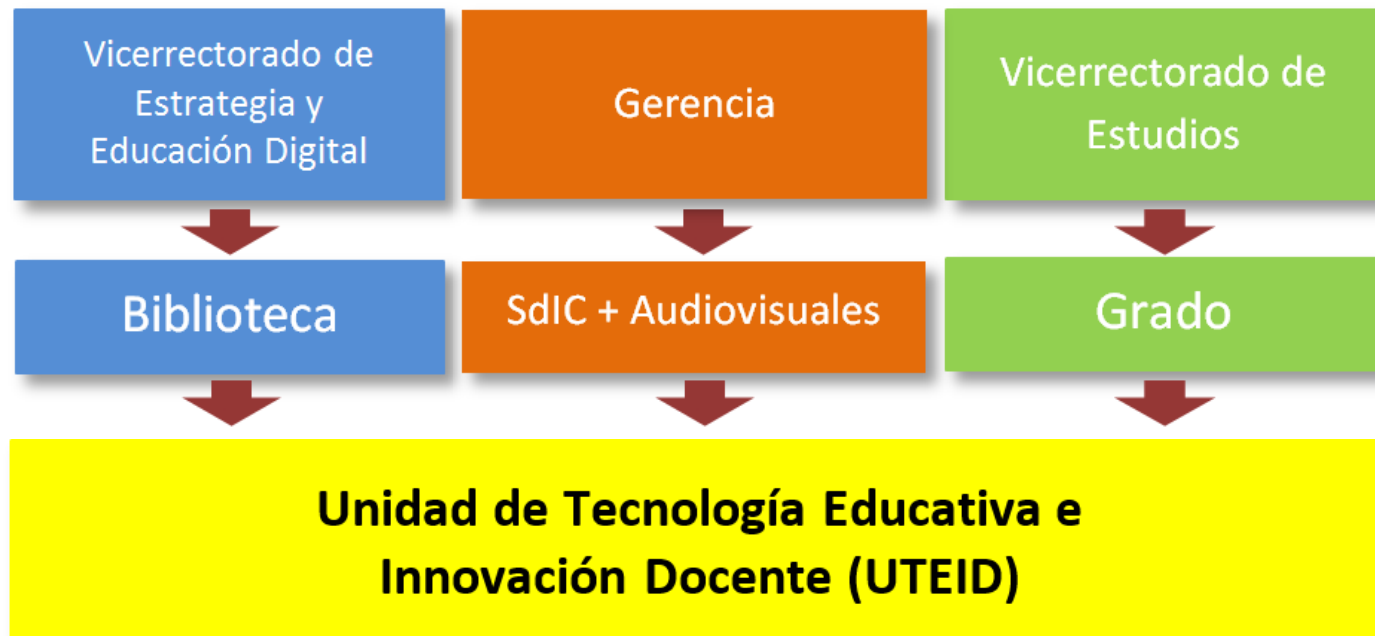 Vicerrectorado de
Estrategia y
Educación Digital
Gerencia
Vicerrectorado de
Estudios
Biblioteca
SdIC + Audiovisuales
Grado
Unidad de Tecnología Educativa e
Innovación Docente (UTEID)